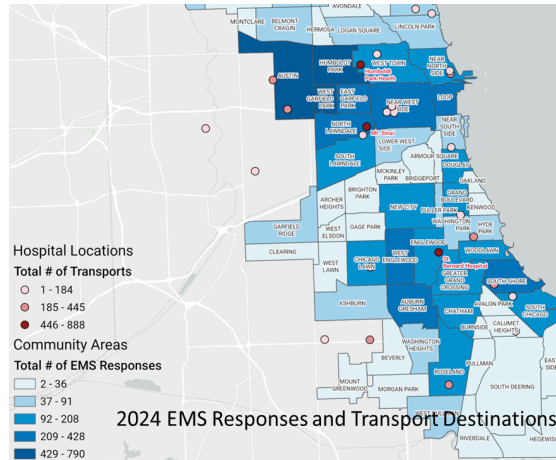 AVONDALE
MONTCLARE
BELMONT
CRAGIN
HERMOSA
LOGAN SQUARE
LINCOLN PARK
HUMBOLDT
PARK
WEST TOWN
Humboldt
Park Health
NEAR
NORTH
SIDE
AUSTIN
WEST
GARFIELD
PARK
EAST
GARFIELD
PARK
NEAR WEST
SIDE
LOOP
NORTH
LAWNDALE
Mt. Sinai
LOWER WEST
SIDE
NEAR
SOUTH
SIDE
SOUTH
LAWNDALE
ARMOUR SQUARE
DOUGLAS
MCKINLEY
PARK
BRIDGEPORT
OAKLAND
BRIGHTON
PARK
GRAND
BOULEVARD
ARCHER
HEIGHTS
NEW CITY
FULLER PARK
KENWOOD
WASHINGTON
PARK
HYDE
PARK
GARFIELD
RIDGE
WEST
ELSDON
GAGE PARK
ENGLEWOOD
WOODLAWN
CLEARING
WEST
LAWN
CHICAGO
LAWN
WEST
ENGLEWOOD
St.
Bernard Hospital
GREATER
GRAND
CROSSING
SOUTH SHORE
ASHBURN
AUBURN
GRESHAM
CHATHAM
AVALON PARK
SOUTH
CHICAGO
BURNSIDE
CALUMET
HEIGHTS
WASHINGTON
HEIGHTS
BEVERLY
PULLMAN
EAST
SIDE
ROSELAND
MOUNT
GREENWOOD
MORGAN PARK
SOUTH DEERING
WEST PULLMAN
RIVERDALE
HEGEWIS
Hospital Locations
Total # of Transports
1 - 184
185 - 445
446 - 888
Community Areas
Total # of EMS Responses
2 - 36
37 - 91
92 - 208
209 - 428
429 - 790
2024 EMS Responses and Transport Destinations